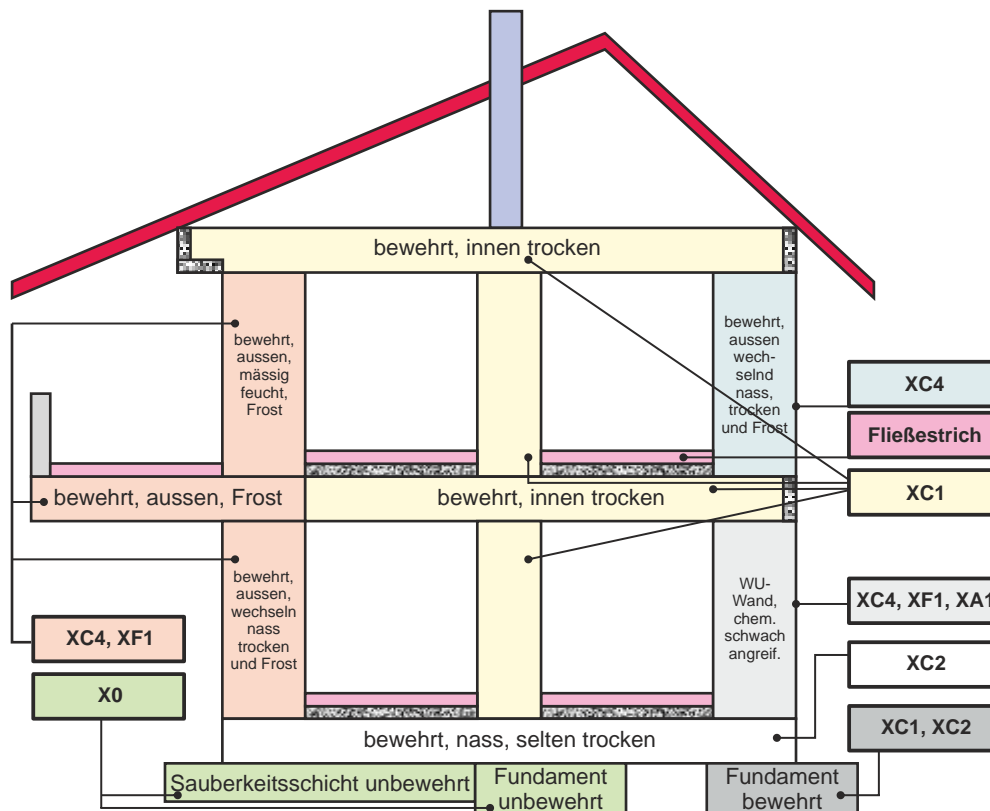 bewehrt, innen trocken
bewehrt,
aussen,
mässig
feucht,
Frost
bewehrt,
aussen
wech-
selnd
nass,
trocken
und Frost
XC4
Fließestrich
XC1
bewehrt, aussen, Frost
bewehrt, innen trocken
bewehrt,
aussen,
wechseln
nass
trocken
und Frost
WU-
Wand,
chem.
schwach
angreif.
XC4, XF1, XA1
XC4, XF1
XC2
X0
XC1, XC2
bewehrt, nass, selten trocken
Sauberkeitsschicht unbewehrt
Fundament
unbewehrt
Fundament
bewehrt